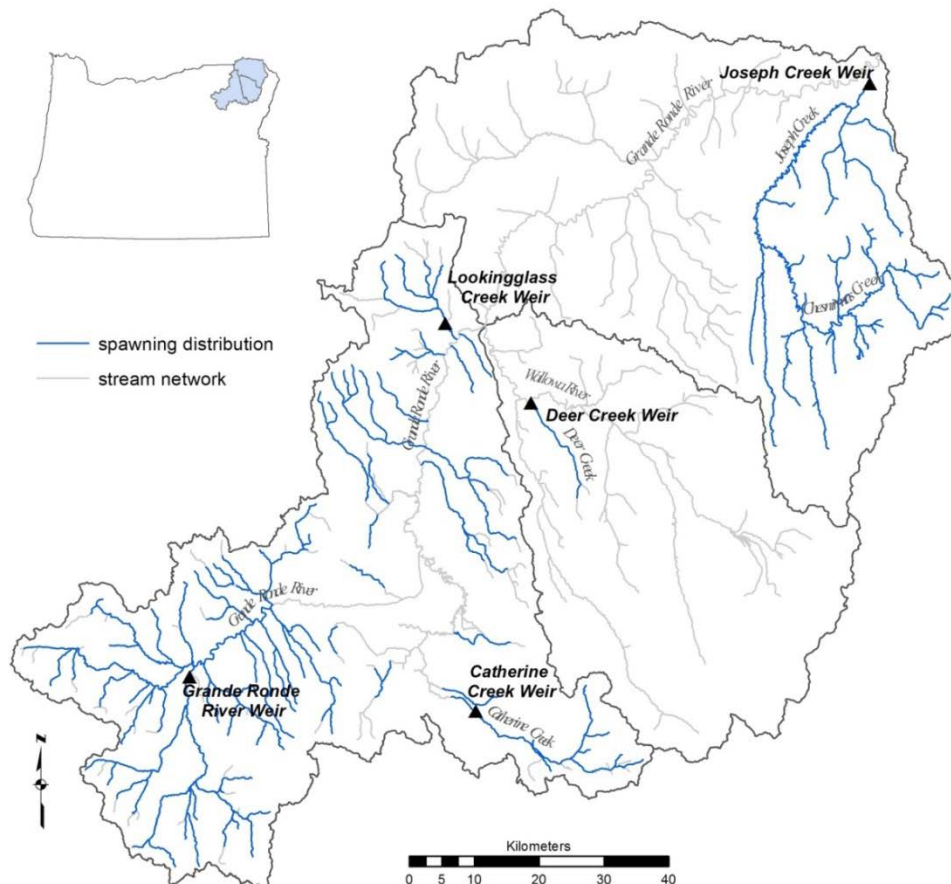 Joseph Creek Weir
Grande Ronde River
Joseph Creek
Lookingglass
Creek Weir
Chesnimnus Creek
spawning distribution
stream network
Wallowa River
Grande Ronde River
Deer Creek Weir
Deer Creek
Grande Ronde River
Catherine
Creek Weir
Grande Ronde
River Weir
Catherine Creek
N
Kilometers
0 5 10 20 30 40